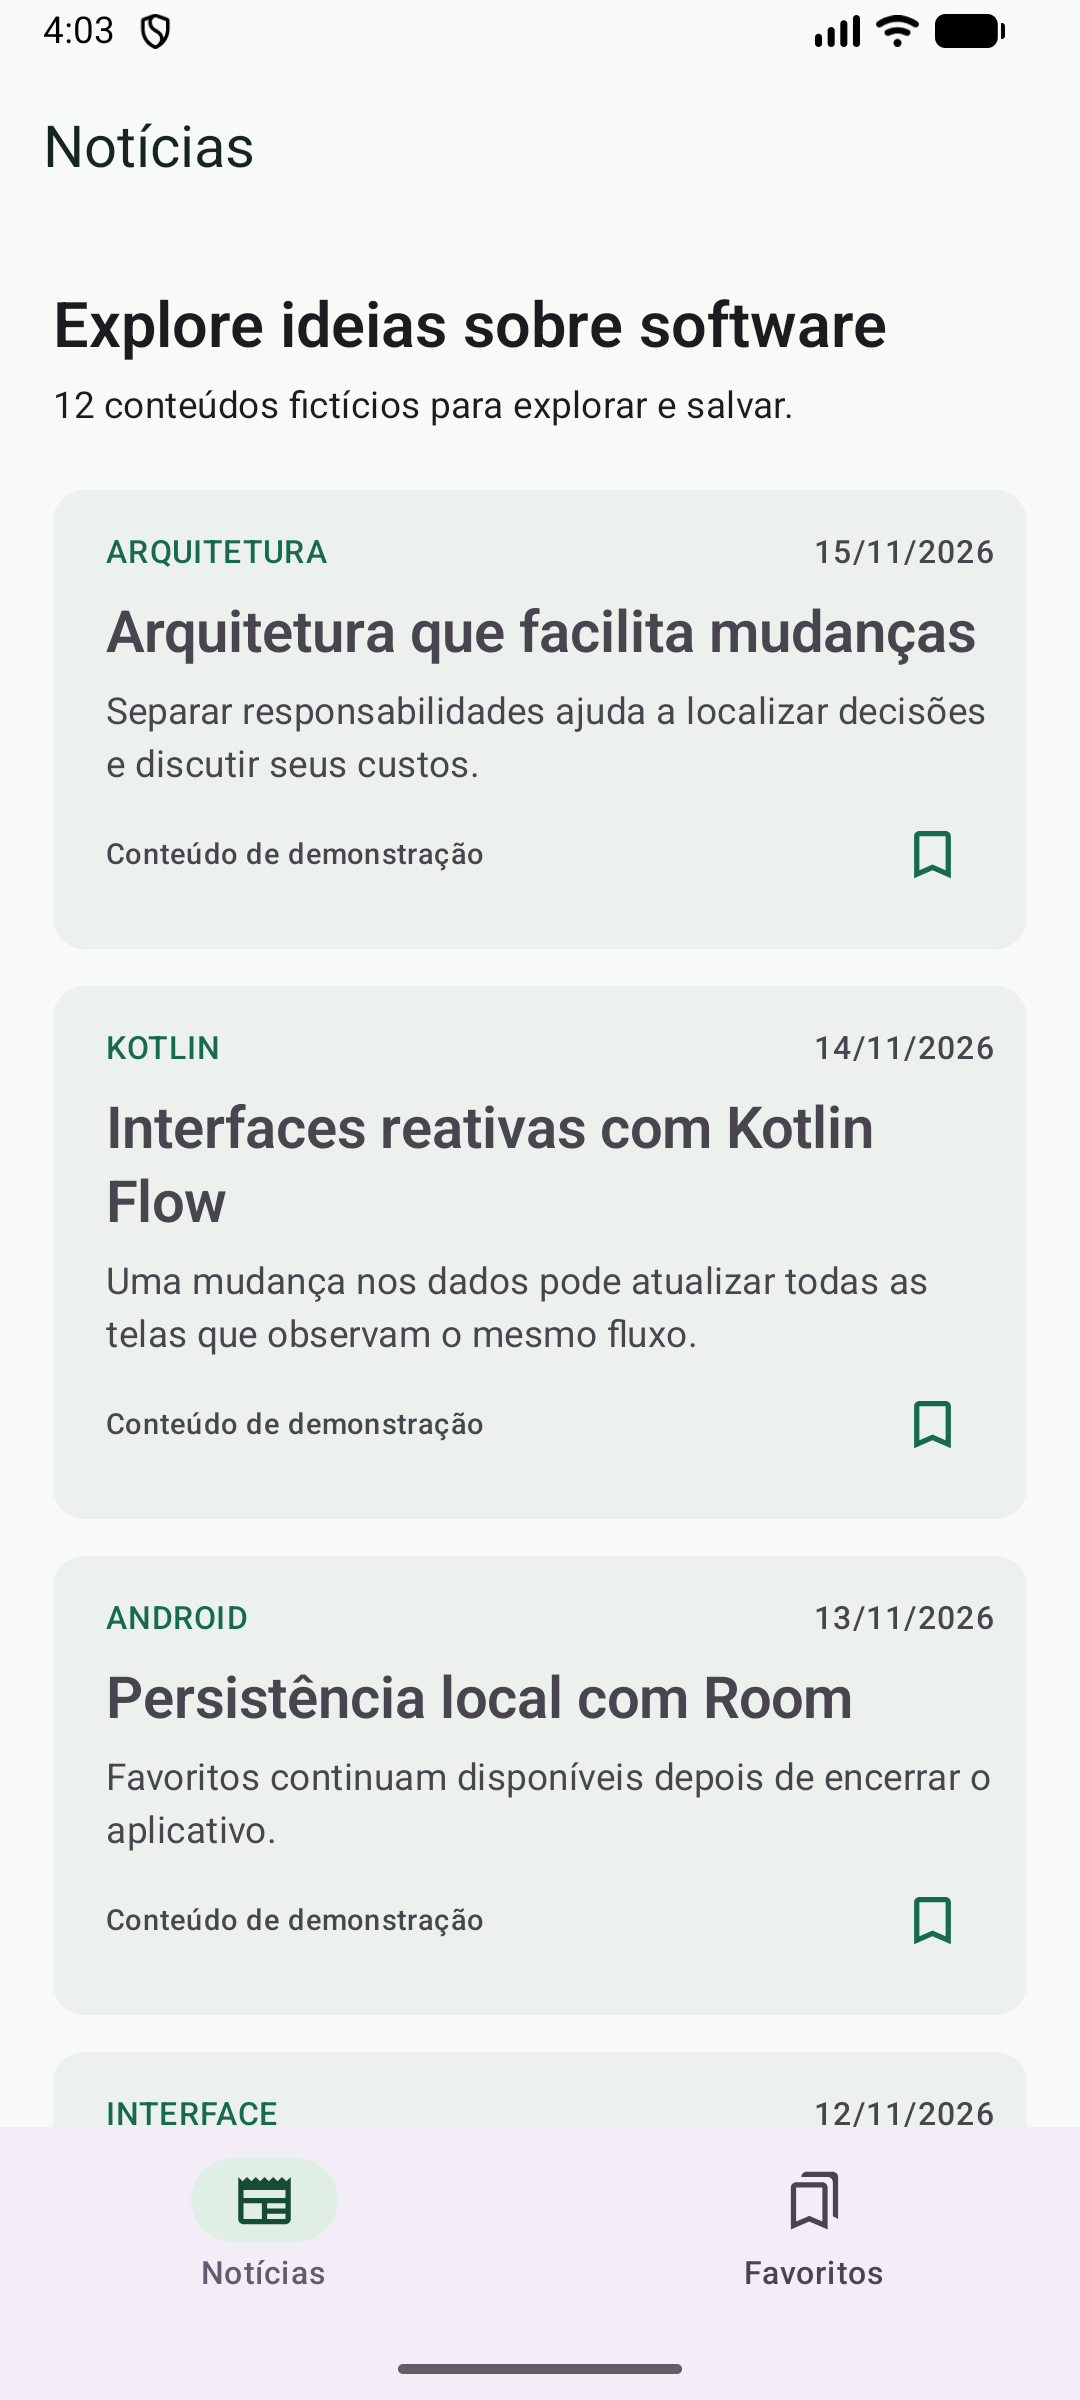 4:03
Notícias
Explore ideias sobre software
12 conteúdos fictícios para explorar e salvar.
ARQUITETURA 15/11/2026
Arquitetura que facilita mudanças
Separar responsabilidades ajuda a localizar decisões
e discutir seus custos.
Conteúdo de demonstração
KOTLIN 14/11/2026
Interfaces reativas com Kotlin
Flow
Uma mudança nos dados pode atualizar todas as
telas que observam o mesmo fluxo.
Conteúdo de demonstração
ANDROID 13/11/2026
Persistência local com Room
Favoritos continuam disponíveis depois de encerrar o
aplicativo.
Conteúdo de demonstração
INTERFACE 12/11/2026
Notícias Favoritos